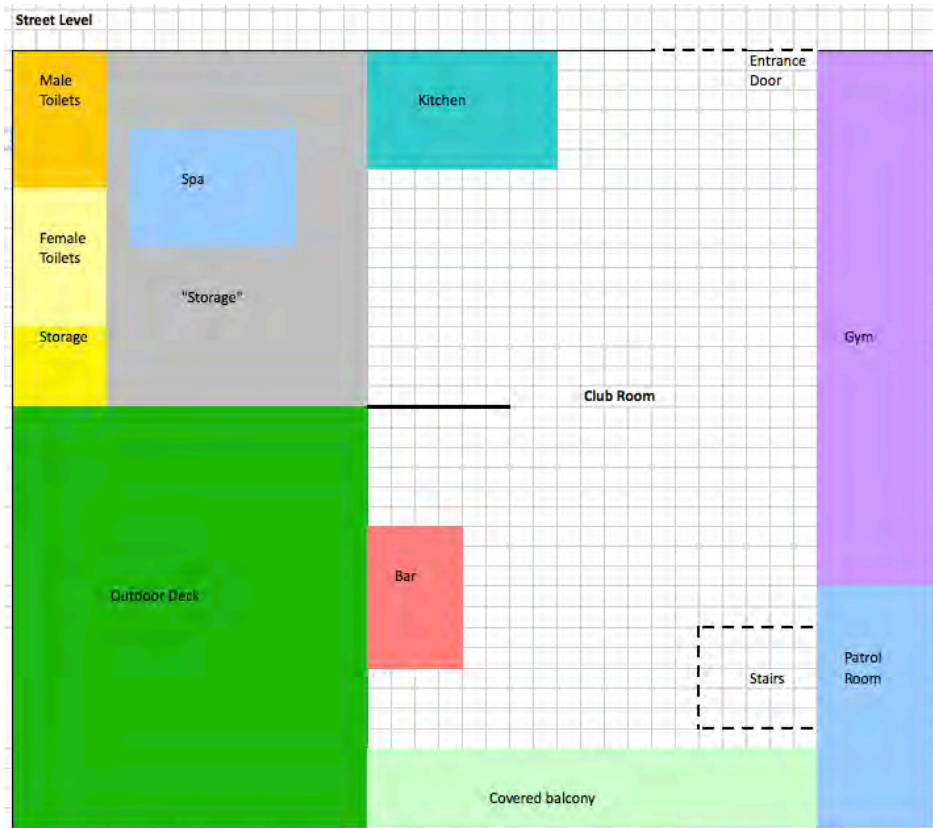 Street Level
Male
Toilets
Kitchen
Entrance
Door
Spa
Female
Toilets
"Storage"
Storage
Gym
Club Room
Bar
Outdoor Deck
Patrol
Room
Stairs
Covered balcony